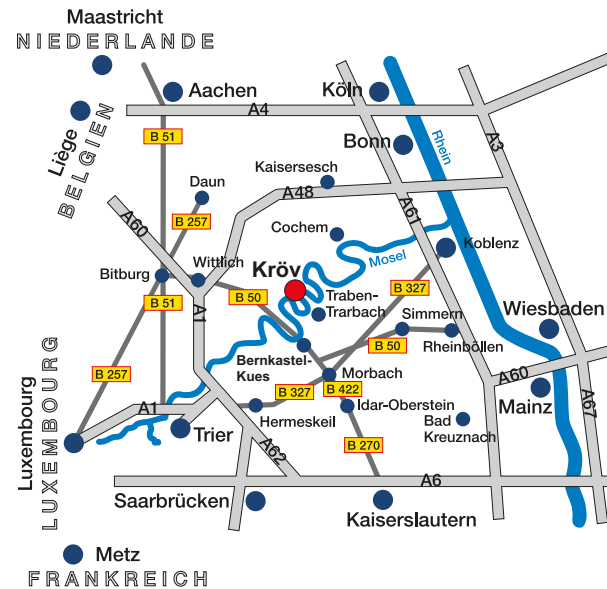 Maastricht
NIEDERLANDE
Aachen
Köln
A4
Liège
BELGIEN
B 51
Bonn
Rhein
A3
Kaisersesch
Daun
A48
A60
B 257
A61
Cochem
Koblenz
Mosel
Wittlich
Kröv
Bitburg
B 50
B 327
B 51
A1
Traben-
Trarbach
Simmern
Wiesbaden
Bernkastel-
Kues
B 50
Rheinböllen
B 257
Morbach
A60
B 327
B 422
Mainz
Luxembourg
LUXEMBOURG
A1
Hermeskeil
Idar-Oberstein
Bad
Kreuznach
A67
Trier
A62
B 270
A6
Saarbrücken
Kaiserslautern
Metz
FRANKREICH